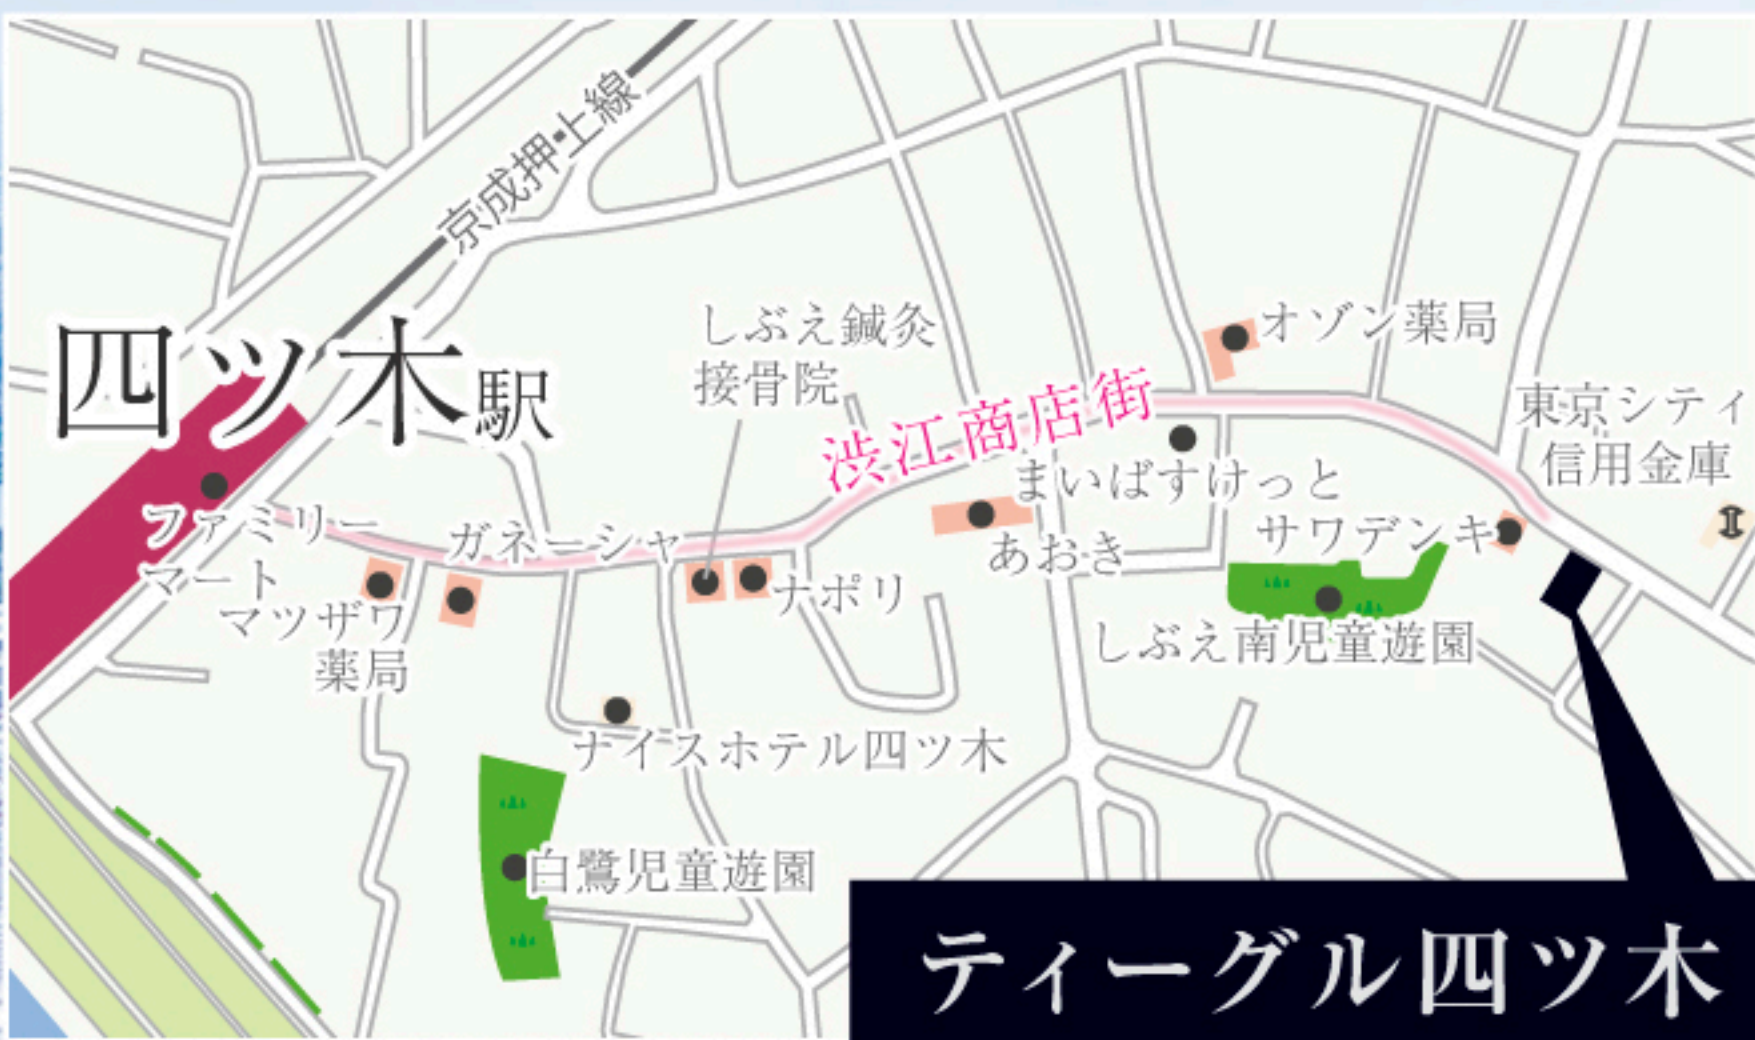 京成押上線
四ツ木駅
しぶえ鍼灸
接骨院
オゾン薬局
渋江商店街
東京シティ
信用金庫
まいばすけっと
ファミリー
マート
ガネーシャ
あおき
サワデンキ
マツザワ
薬局
ナポリ
しぶえ南児童遊園
ナイスホテル四ツ木
白鷺児童遊園
ティーグル四ツ木